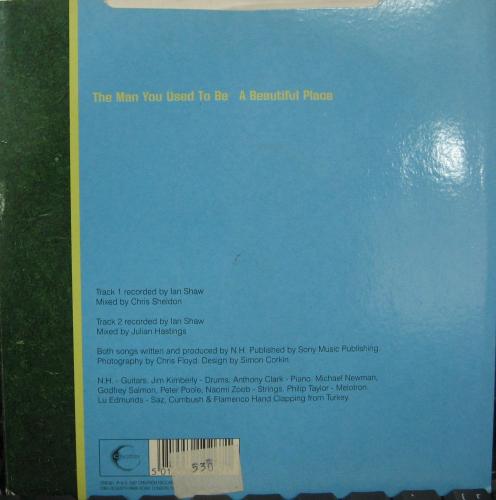 The Man You Used To Be   A Beautiful Place
Track 1 recorded by Ian Shaw
Mixed by Chris Sheldon
Track 2 recorded by Ian Shaw
Mixed by Julian Hastings
Both songs written and produced by N.H. Published by Sony Music Publishing.
Photography by Chris Floyd. Design by Simon Corkin.
N.H. - Guitars, Jim Kimberly - Drums, Anthony Clark - Piano. Michael Newman,
Godfrey Salmon, Peter Poole, Naomi Zoob - Strings, Philip Taylor - Melotron.
Lu Edmunds - Saz, Cumbush & Flamenco Hand Clapping from Turkey.
5 01
530